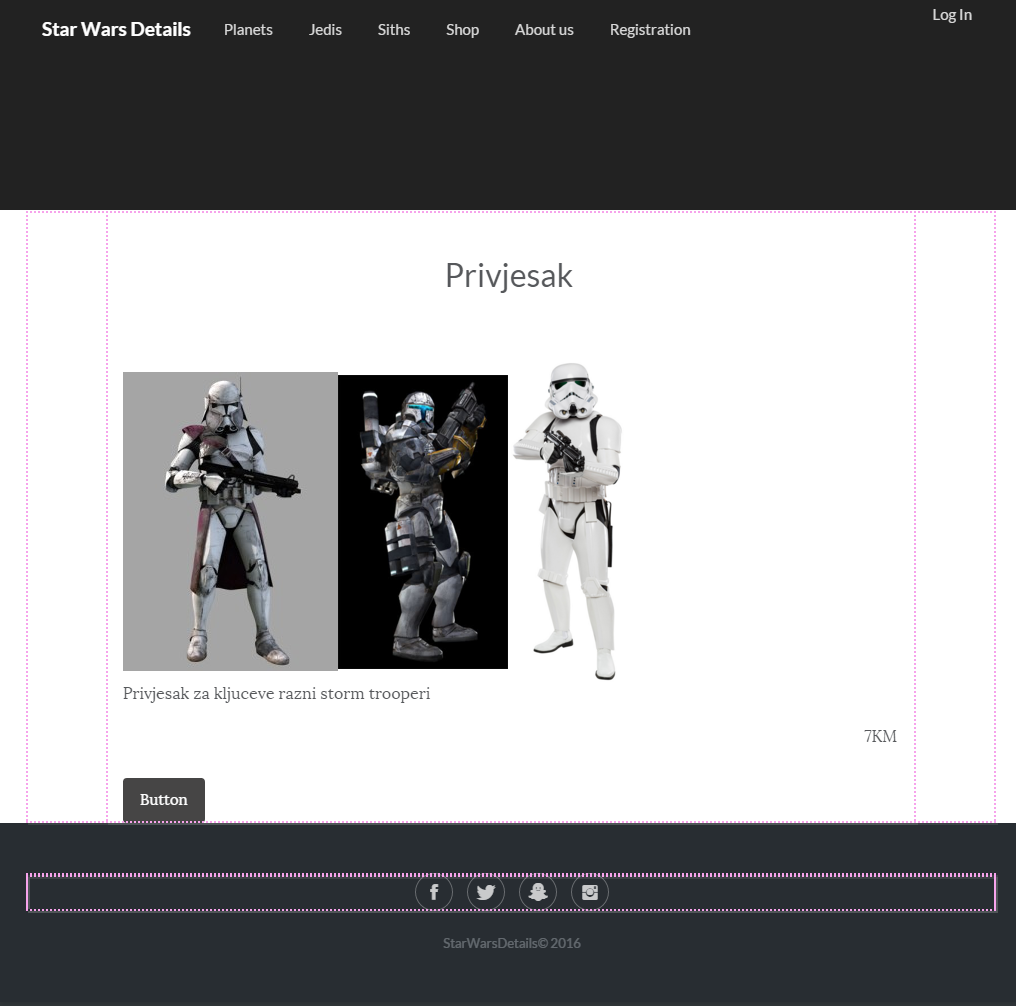 Star Wars Details Planets Jedis Siths Shop About us Registration Log In
Privjesak
Privjesak za kljuceve razni storm trooperi
7KM
Button
StarWarsDetails© 2016